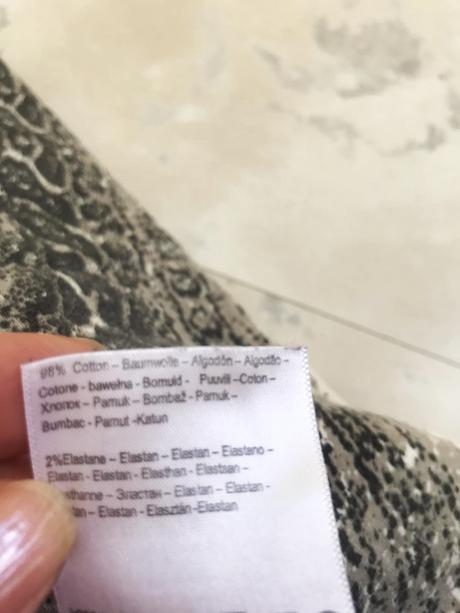 98% Cotton – Baumwolle – Algodón – Algodão –
Cotone - bawełna - Bomuld - Puuvill -Coton –
Хлопок – Pamuk – Bombaž - Pamuk –
Bumbac - Pamut -Katun
2%Elastane – Elastan – Elastan – Elastano –
Elastan - Elastan - Elasthan - Elastaan –
– Эластан – Elastan – Elastan -
– Elastan - Elasztán-Elastan